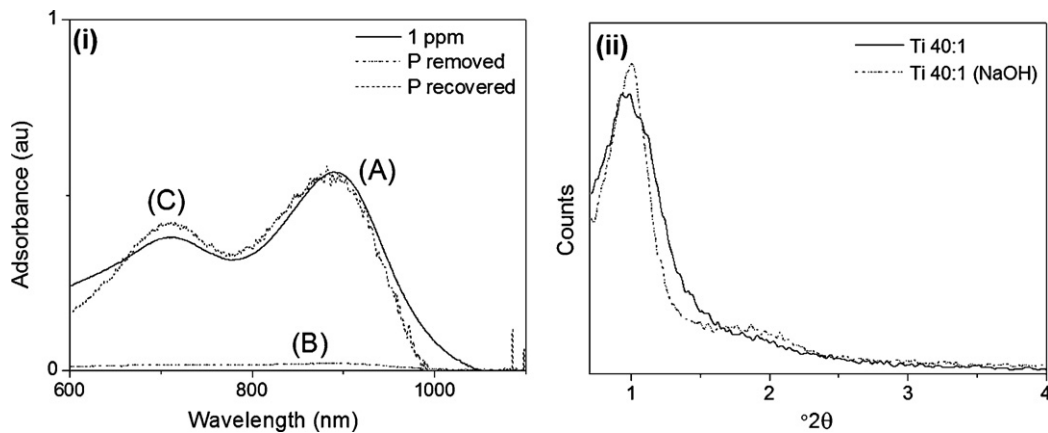 (i)
1 ppm
P removed
P recovered
(A)
(C)
(B)
1
0
Adsorbance (au)
600
800
1000
Wavelength (nm)
(ii)
Ti 40:1
Ti 40:1 (NaOH)
Counts
1
2
3
4
°2θ